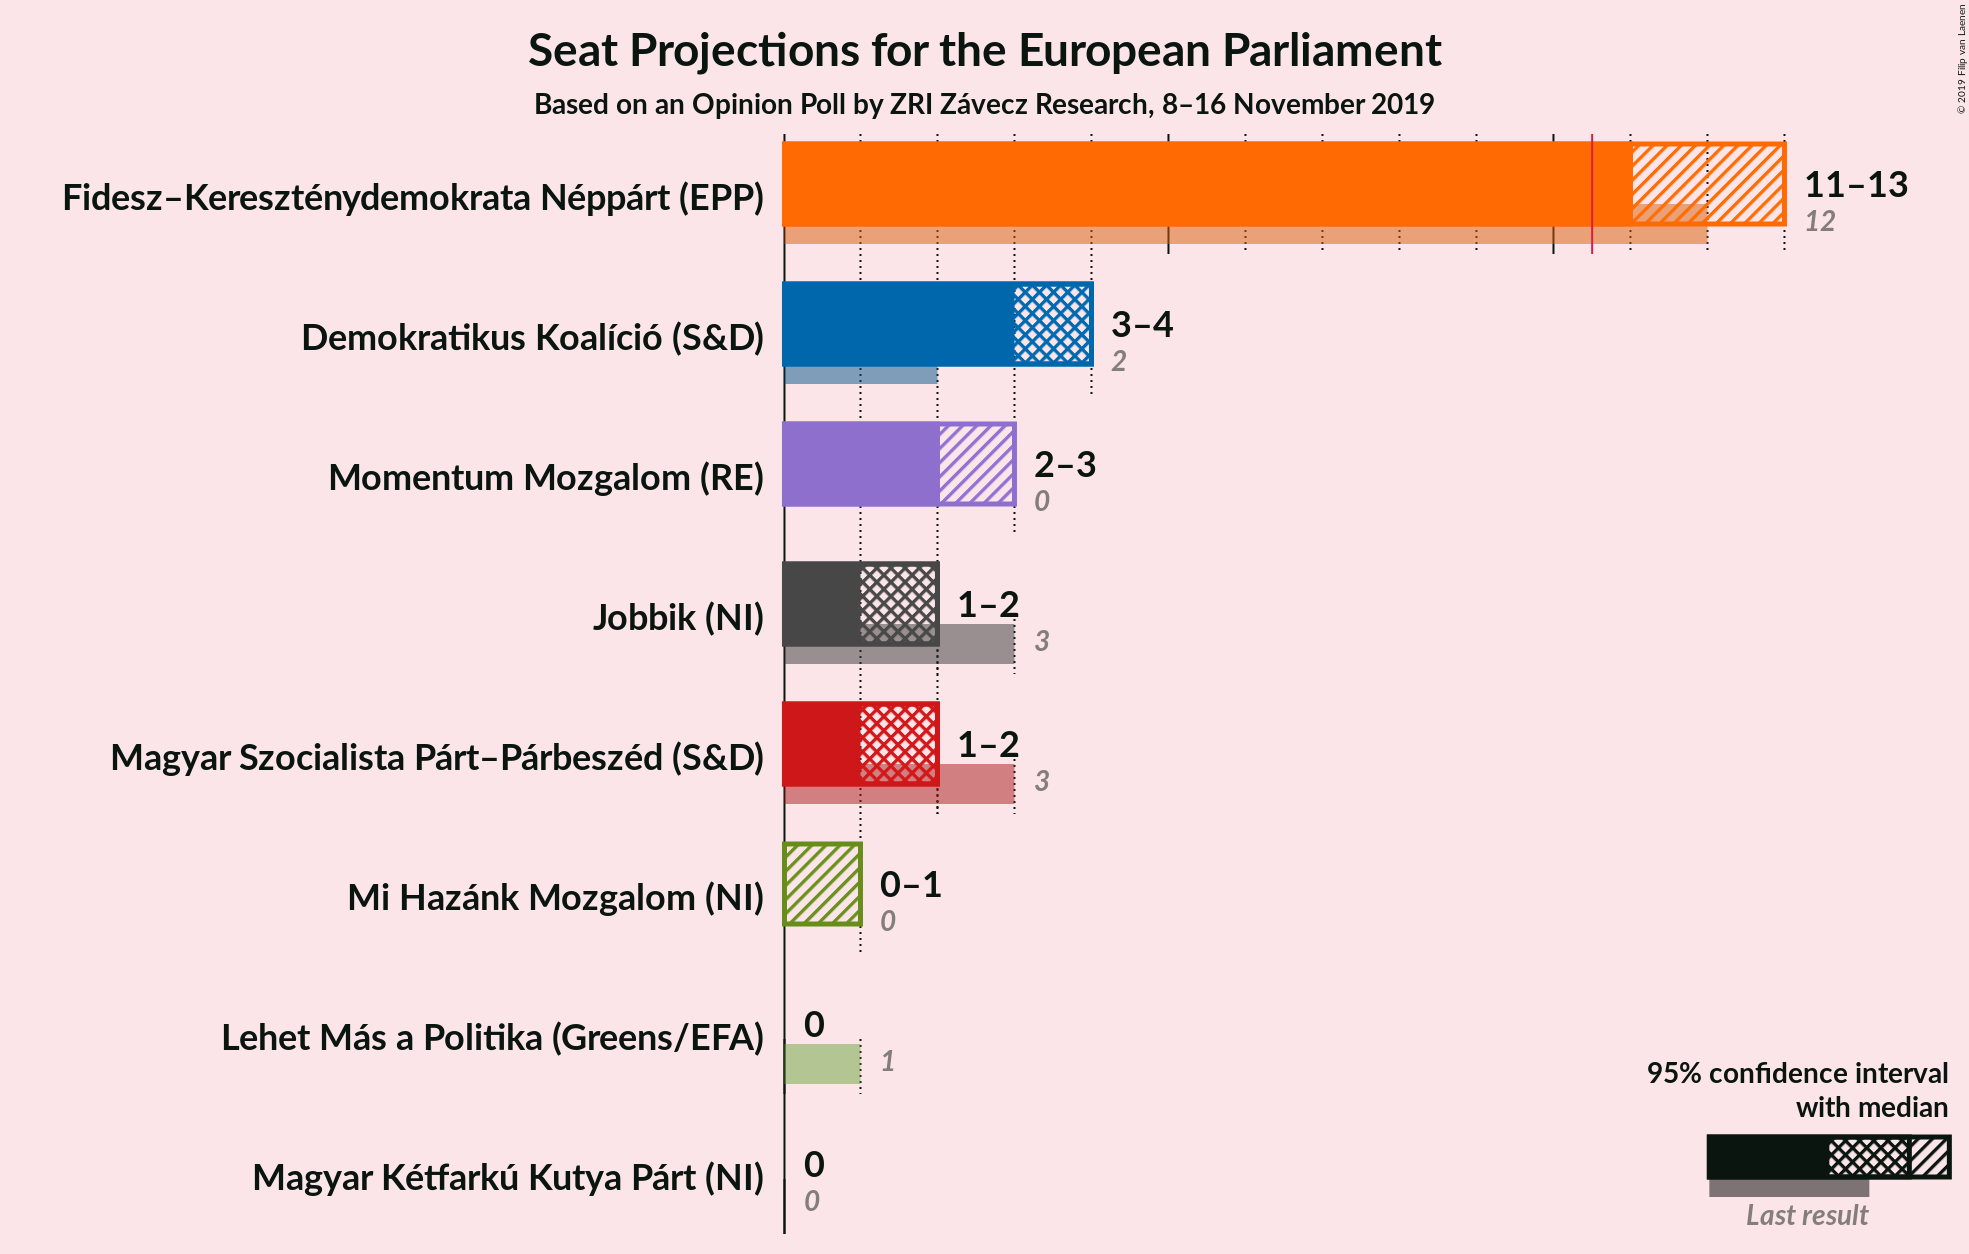 Seat Projections for the European Parliament
Based on an Opinion Poll by ZRI Závecz Research, 8–16 November 2019
© 2019 Filip van Laenen
Fidesz–Kereszténydemokrata Néppárt (EPP)
11–13
12
Demokratikus Koalíció (S&D)
3–4
2
Momentum Mozgalom (RE)
2–3
0
Jobbik (NI)
1–2
3
Magyar Szocialista Párt–Párbeszéd (S&D)
1–2
3
Mi Hazánk Mozgalom (NI)
0–1
0
Lehet Más a Politika (Greens/EFA)
0
1
Magyar Kétfarkú Kutya Párt (NI)
0
0
95% confidence interval
with median
Last result